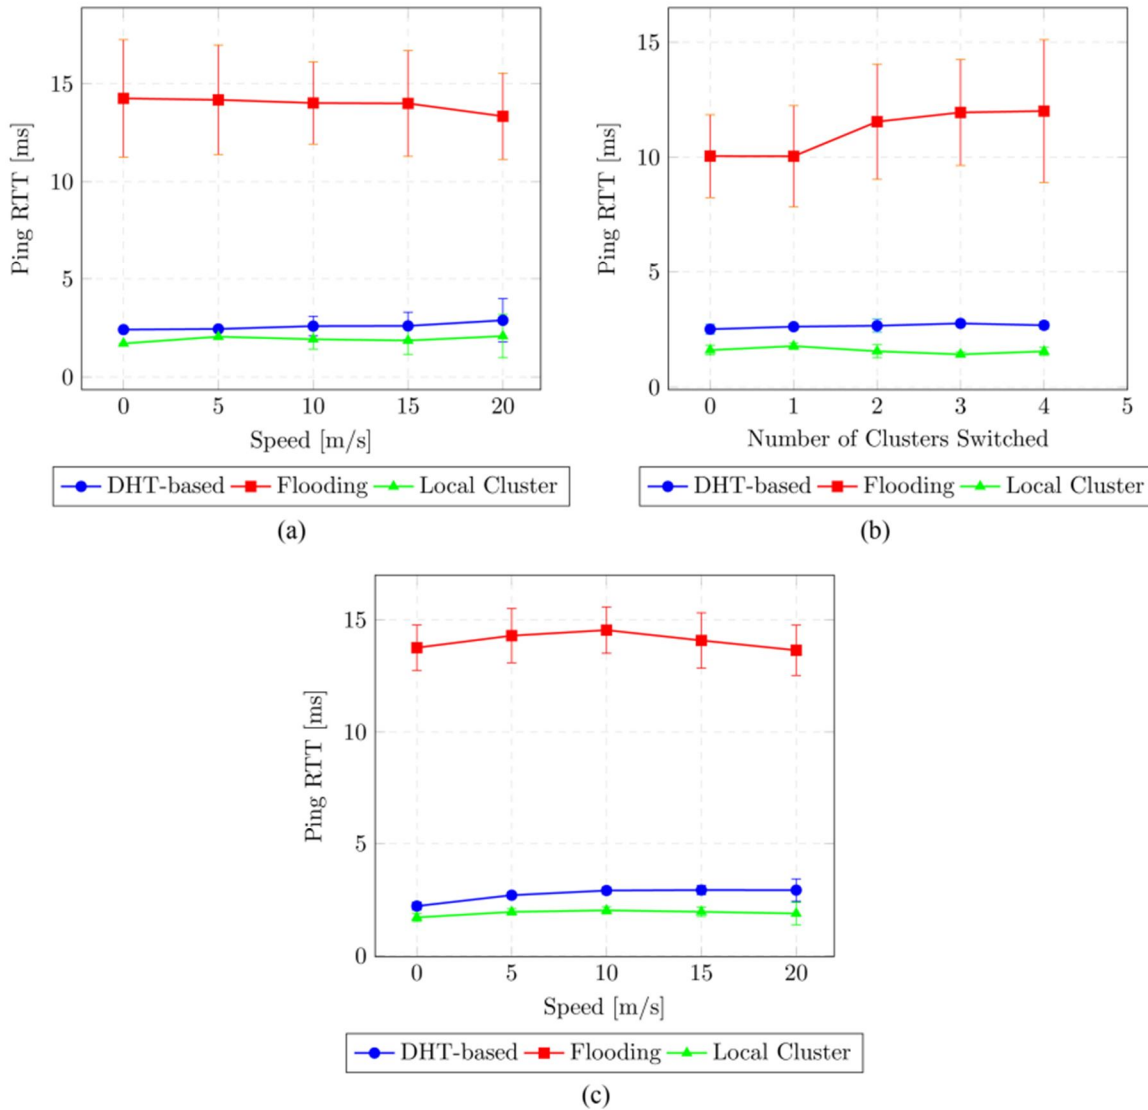 Ping RTT [ms]
15
10
5
0
0 5 10 15 20
Speed [m/s]
DHT-based Flooding Local Cluster
(a)
Ping RTT [ms]
15
10
5
0
0 1 2 3 4 5
Number of Clusters Switched
DHT-based Flooding Local Cluster
(b)
Ping RTT [ms]
15
10
5
0
0 5 10 15 20
Speed [m/s]
DHT-based Flooding Local Cluster
(c)